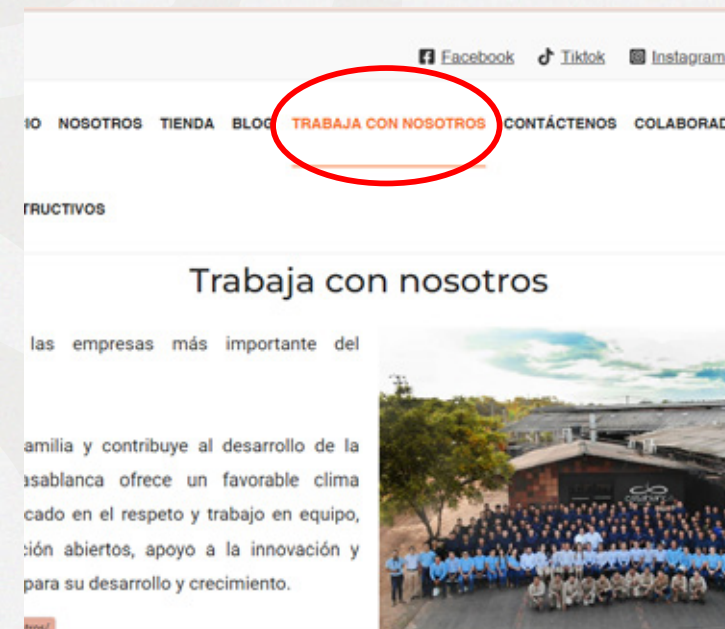 Facebook Tiktok Instagram
IO NOSOTROS TIENDA BLOG TRABAJA CON NOSOTROS CONTÁCTENOS COLABORAD
TRUCTIVOS
Trabaja con nosotros
las empresas más importante del
amilia y contribuye al desarrollo de la
asablanca ofrece un favorable clima
cado en el respeto y trabajo en equipo,
ción abiertos, apoyo a la innovación y
para su desarrollo y crecimiento.